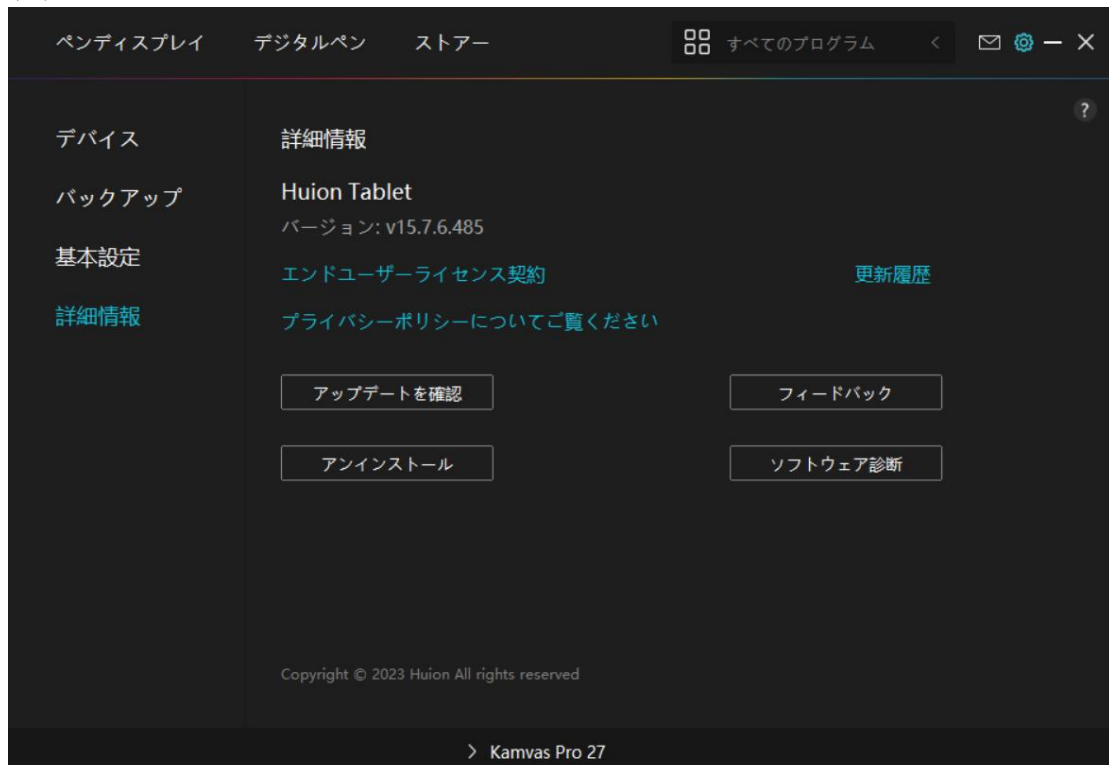 ペンディスプレイ デジタルペン ストアー すべてのプログラム
?
デバイス
バックアップ
基本設定
詳細情報
詳細情報
Huion Tablet
バージョン: v15.7.6.485
エンドユーザーライセンス契約 更新履歴
プライバシーポリシーについてご覧ください
アップデートを確認 フィードバック
アンインストール ソフトウェア診断
Copyright © 2023 Huion All rights reserved
Kamvas Pro 27